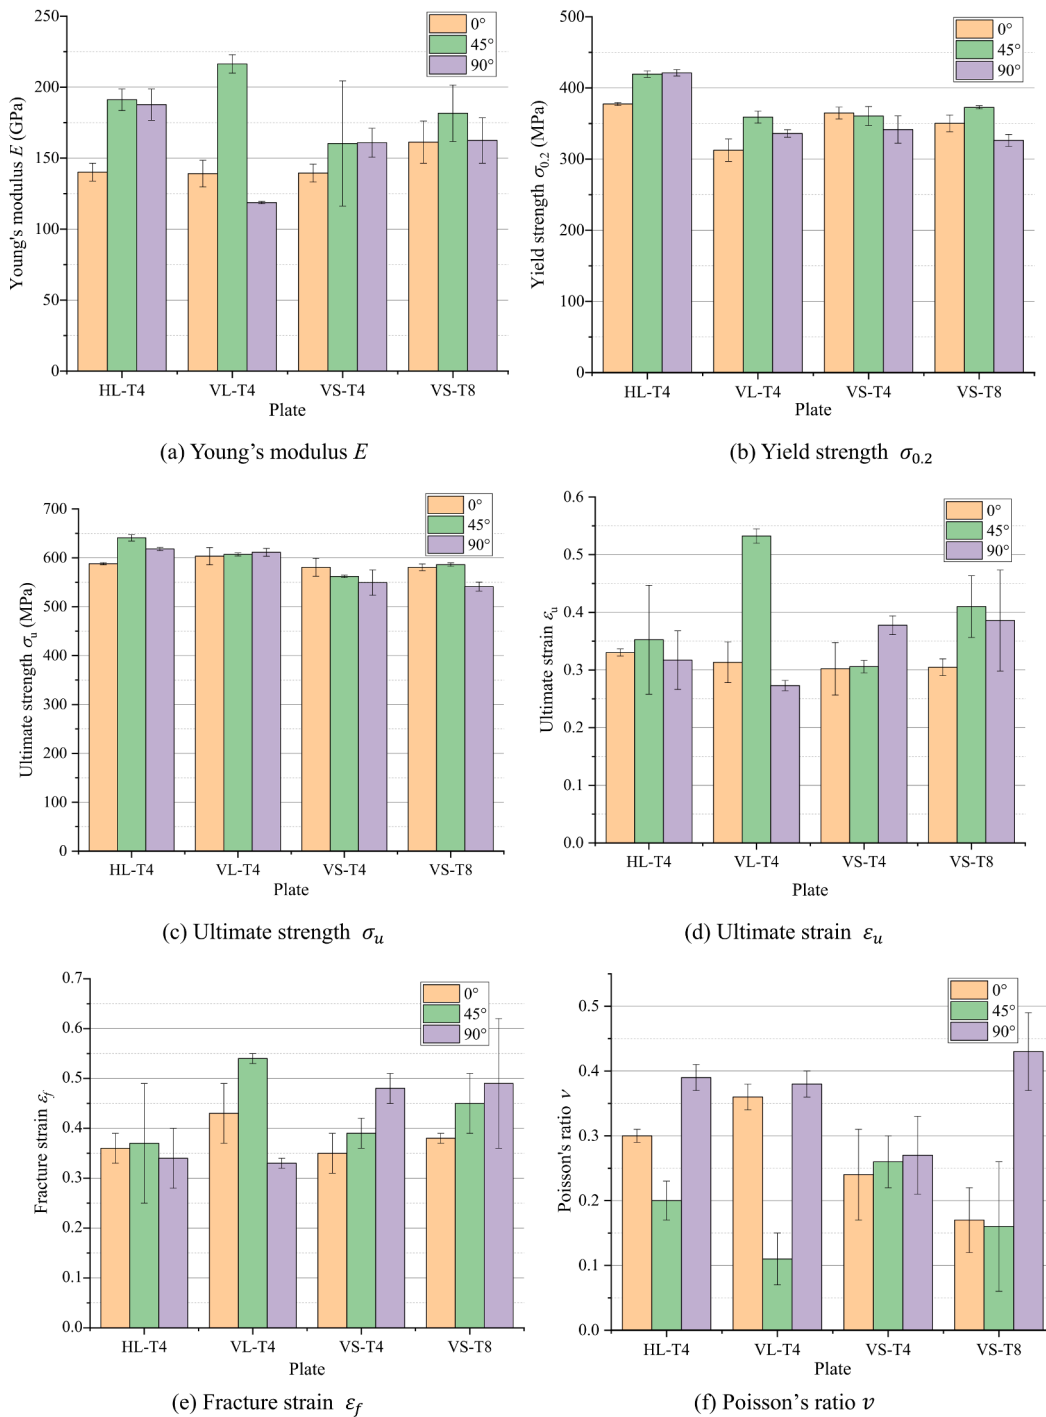 250
200
150
100
50
0
Young's modulus E (GPa)
0°
45°
90°
HL-T4 VL-T4 VS-T4 VS-T8
Plate
(a) Young's modulus E
500
400
300
200
100
0
Yield strength σ0.2 (MPa)
0°
45°
90°
HL-T4 VL-T4 VS-T4 VS-T8
Plate
(b) Yield strength σ0.2
700
600
500
400
300
200
100
0
Ultimate strength σu (MPa)
0°
45°
90°
HL-T4 VL-T4 VS-T4 VS-T8
Plate
(c) Ultimate strength σu
0.6
0.5
0.4
0.3
0.2
0.1
0.0
Ultimate strain εu
0°
45°
90°
HL-T4 VL-T4 VS-T4 VS-T8
Plate
(d) Ultimate strain εu
0.7
0.6
0.5
0.4
0.3
0.2
0.1
0.0
Fracture strain εf
0°
45°
90°
HL-T4 VL-T4 VS-T4 VS-T8
Plate
(e) Fracture strain εf
0.5
0.4
0.3
0.2
0.1
0.0
Poisson's ratio ν
0°
45°
90°
HL-T4 VL-T4 VS-T4 VS-T8
Plate
(f) Poisson's ratio v